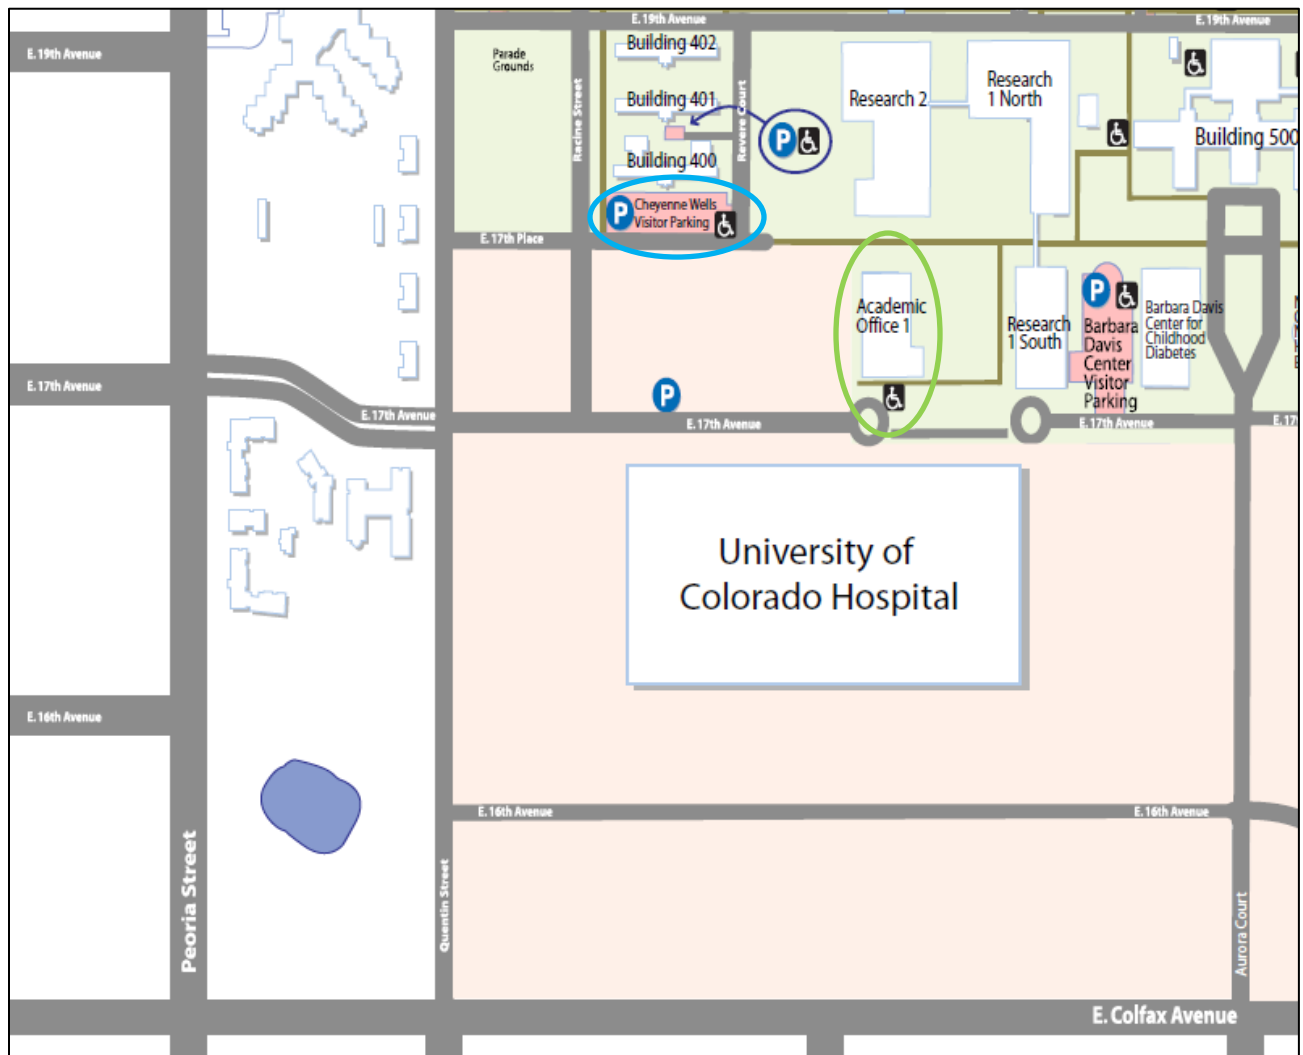 E. 19th Avenue
E. 19th Avenue
E. 19th Avenue
Parade
Grounds
Building 402
Building 401
Building 400
Racine Street
Revere Court
P
Research 2
Research
1 North
Building 500
P
Cheyenne Wells
Visitor Parking
E. 17th Place
Academic
Office 1
Research
1 South
P
Barbara
Davis
Center
Visitor
Parking
Barbara Davis
Center for
Childhood
Diabetes
E. 17th Avenue
E. 17th Avenue
P
E. 17th Avenue
E. 17th Avenue
E. 17
University of
Colorado Hospital
E. 16th Avenue
E. 16th Avenue
E. 16th Avenue
Peoria Street
Quentin Street
Aurora Court
E. Colfax Avenue